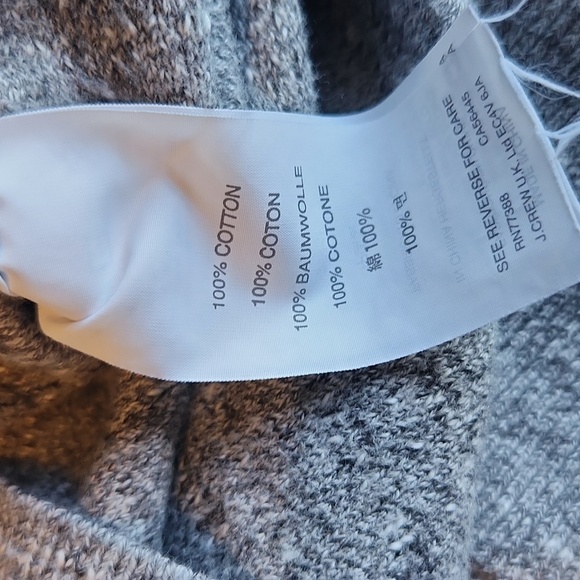 100% COTTON
100% COTON
100% BAUMWOLLE
100% COTONE
綿 100%
100% 면
SEE REVERSE FOR CARE
RN77388 CA56445
J.CREW U.K. Ltd EC4V 6JA